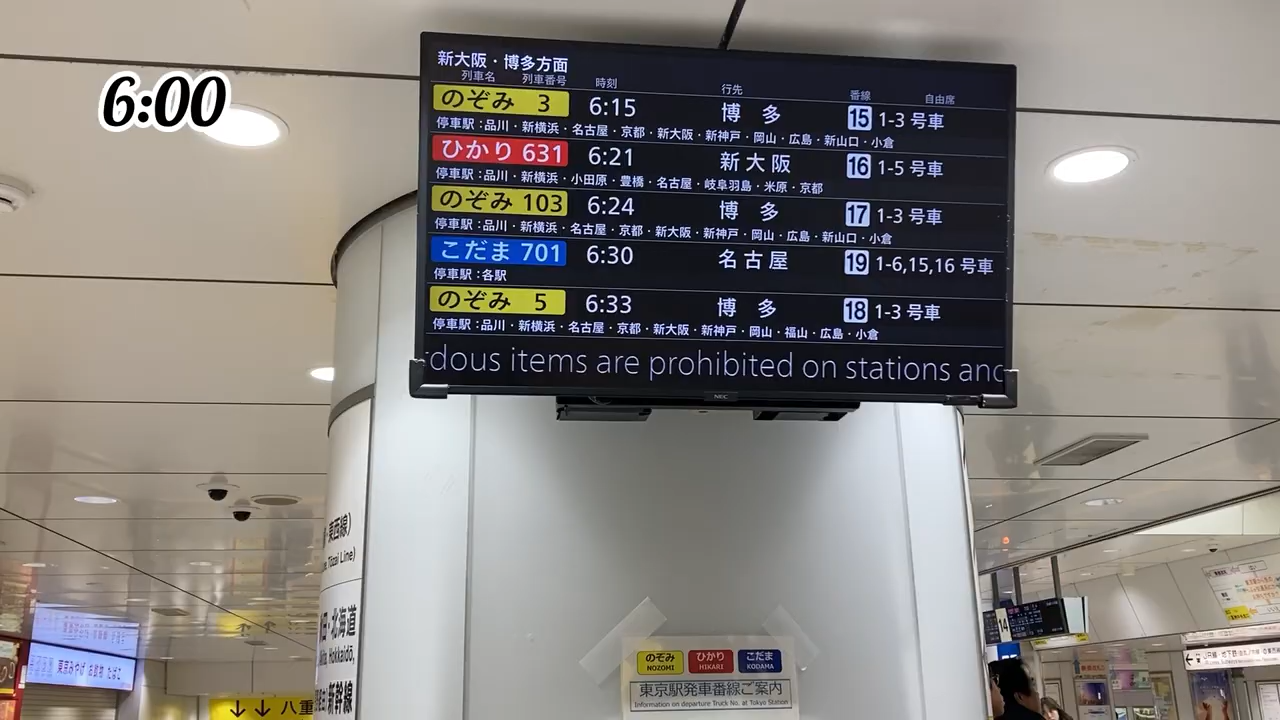 6:00
新大阪・博多方面
列車名 列車番号 時刻 行先 番線 自由席
のぞみ 3 6:15 博多 15 1-3 号車
停車駅:品川・新横浜・名古屋・京都・新大阪・新神戸・岡山・広島・新山口・小倉
ひかり 631 6:21 新大阪 16 1-5 号車
停車駅:品川・新横浜・小田原・豊橋・名古屋・岐阜羽島・米原・京都
のぞみ 103 6:24 博多 17 1-3 号車
停車駅:品川・新横浜・名古屋・京都・新大阪・新神戸・岡山・広島・新山口・小倉
こだま 701 6:30 名古屋 19 1-6,15,16 号車
停車駅:各駅
のぞみ 5 6:33 博多 18 1-3 号車
停車駅:品川・新横浜・名古屋・京都・新大阪・新神戸・岡山・福山・広島・小倉
dous items are prohibited on stations and
NEC
東西線)
Tōzai Line)
北海道
Hokkaidō,
新幹線
八重
のぞみ NOZOMI
ひかり HIKARI
こだま KODAMA
東京駅発車番線ご案内
Information on departure Truck No. at Tokyo Station
14